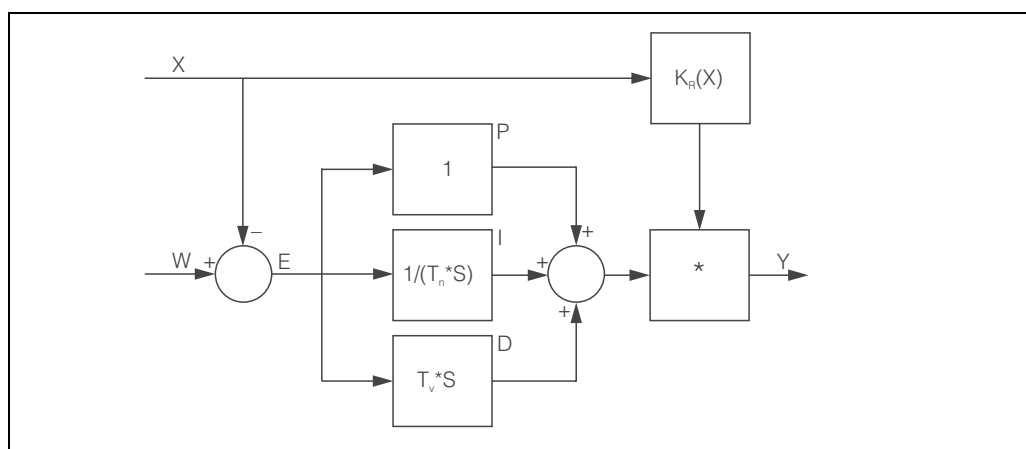 X
K_R(X)
P
1
+
−
W
+
E
I
1/(T_n*S)
+
*
Y
+
D
T_v*S